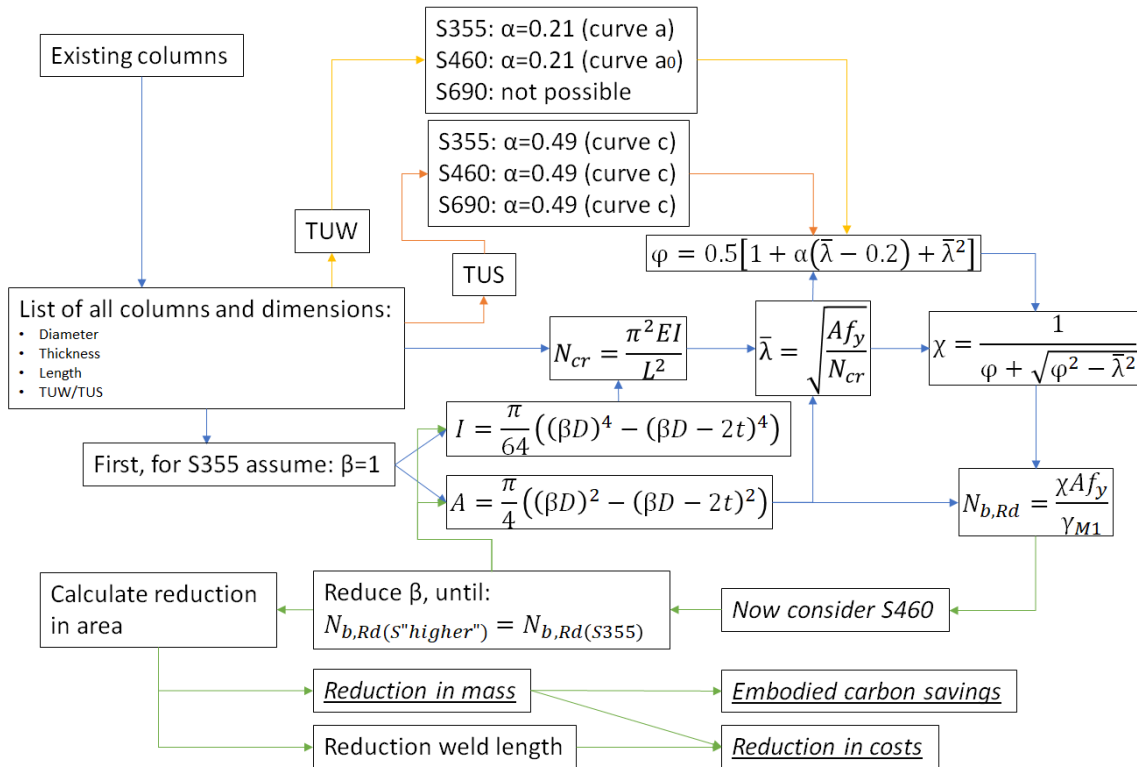 Existing columns
S355: α=0.21 (curve a)
S460: α=0.21 (curve a₀)
S690: not possible
S355: α=0.49 (curve c)
S460: α=0.49 (curve c)
S690: α=0.49 (curve c)
TUW
TUS
φ = 0.5[1 + α(λ̄ − 0.2) + λ̄²]
List of all columns and dimensions:
• Diameter
• Thickness
• Length
• TUW/TUS
N_cr = π²EI / L²
λ̄ = √(Af_y / N_cr)
χ = 1 / (φ + √(φ² − λ̄²))
First, for S355 assume: β=1
I = π/64 ((βD)⁴ − (βD − 2t)⁴)
A = π/4 ((βD)² − (βD − 2t)²)
N_b,Rd = χAf_y / γ_M1
Calculate reduction
in area
Reduce β, until:
N_b,Rd(S"higher") = N_b,Rd(S355)
Now consider S460
Reduction in mass
Embodied carbon savings
Reduction weld length
Reduction in costs